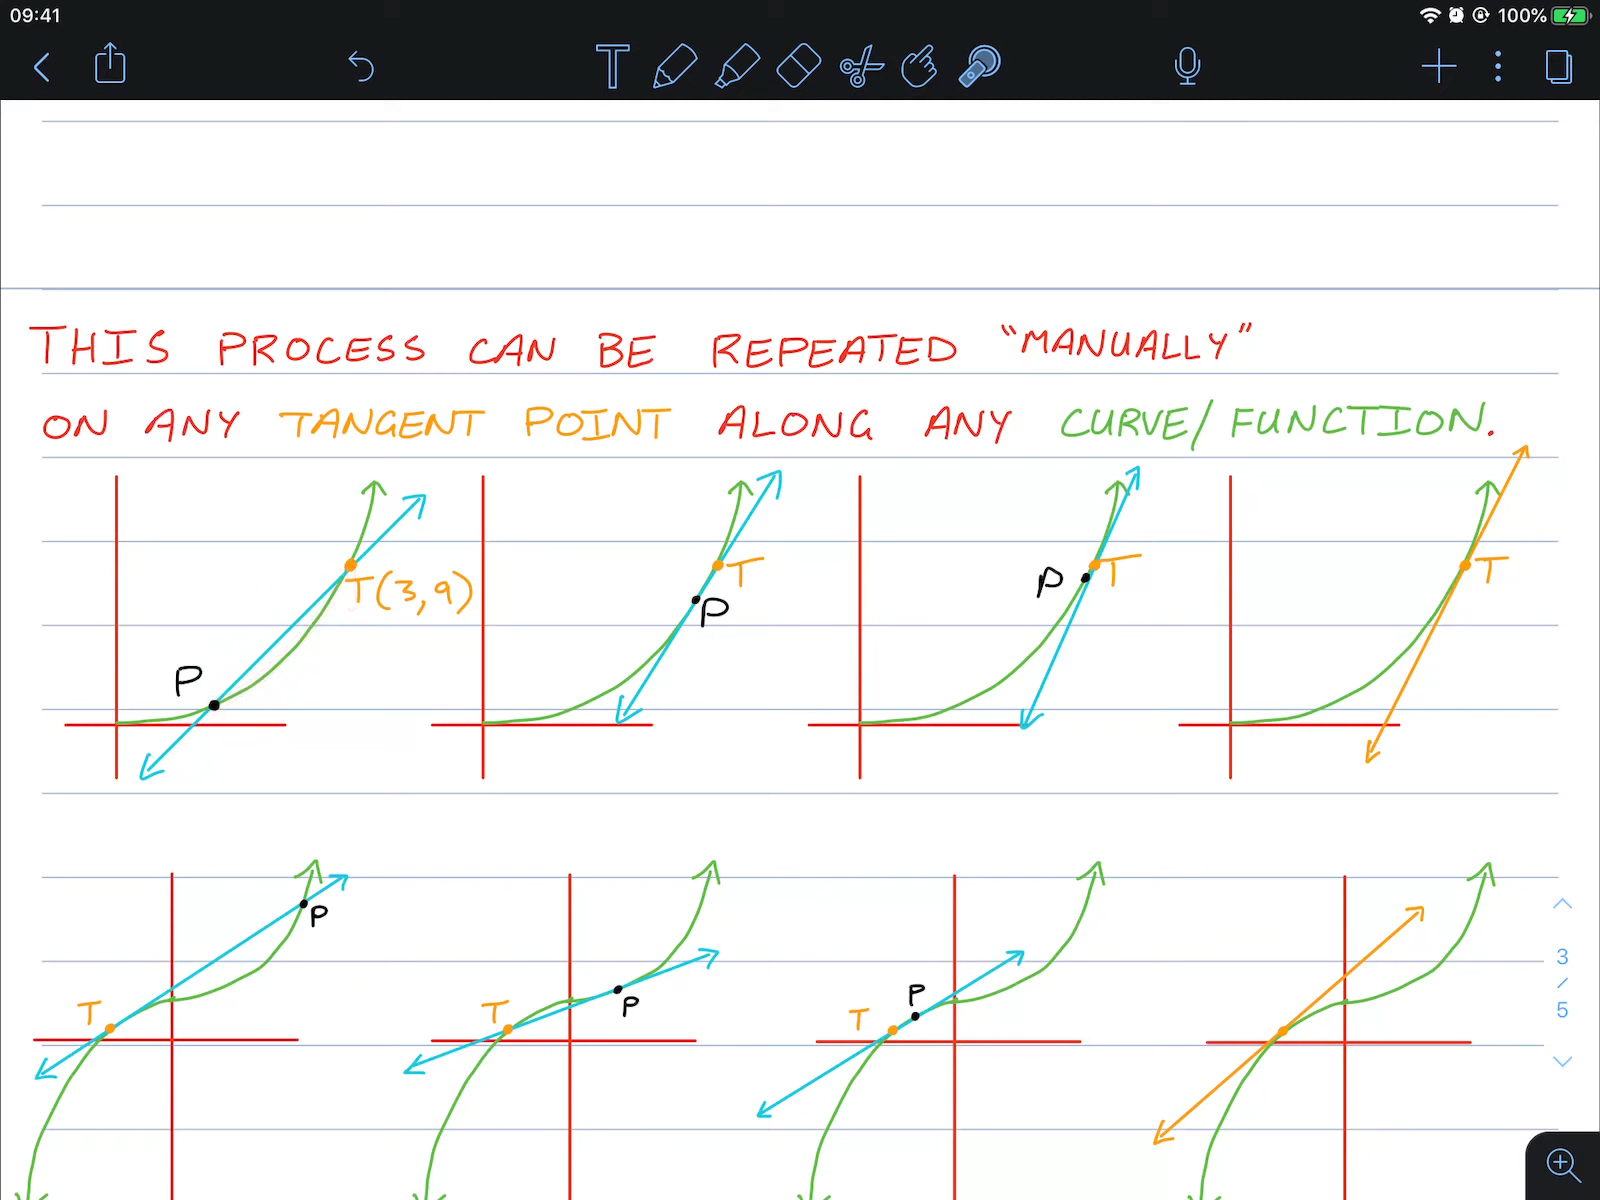 09:41
100%
THIS PROCESS CAN BE REPEATED "MANUALLY"
ON ANY TANGENT POINT ALONG ANY CURVE/FUNCTION.
T(3,9)
P
T
P
P
T
T
P
T
T
P
T
P
3
/
5